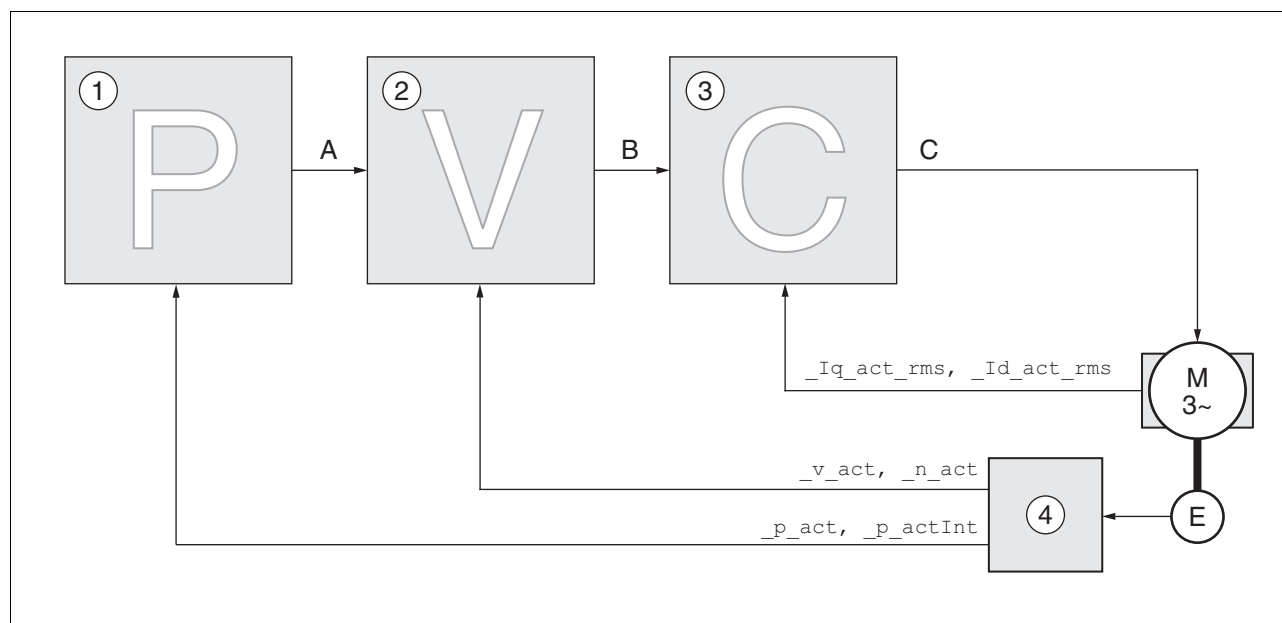 1
2
3
P
V
C
A
B
C
_Iq_act_rms, _Id_act_rms
M
3~
_v_act, _n_act
4
E
_p_act, _p_actInt